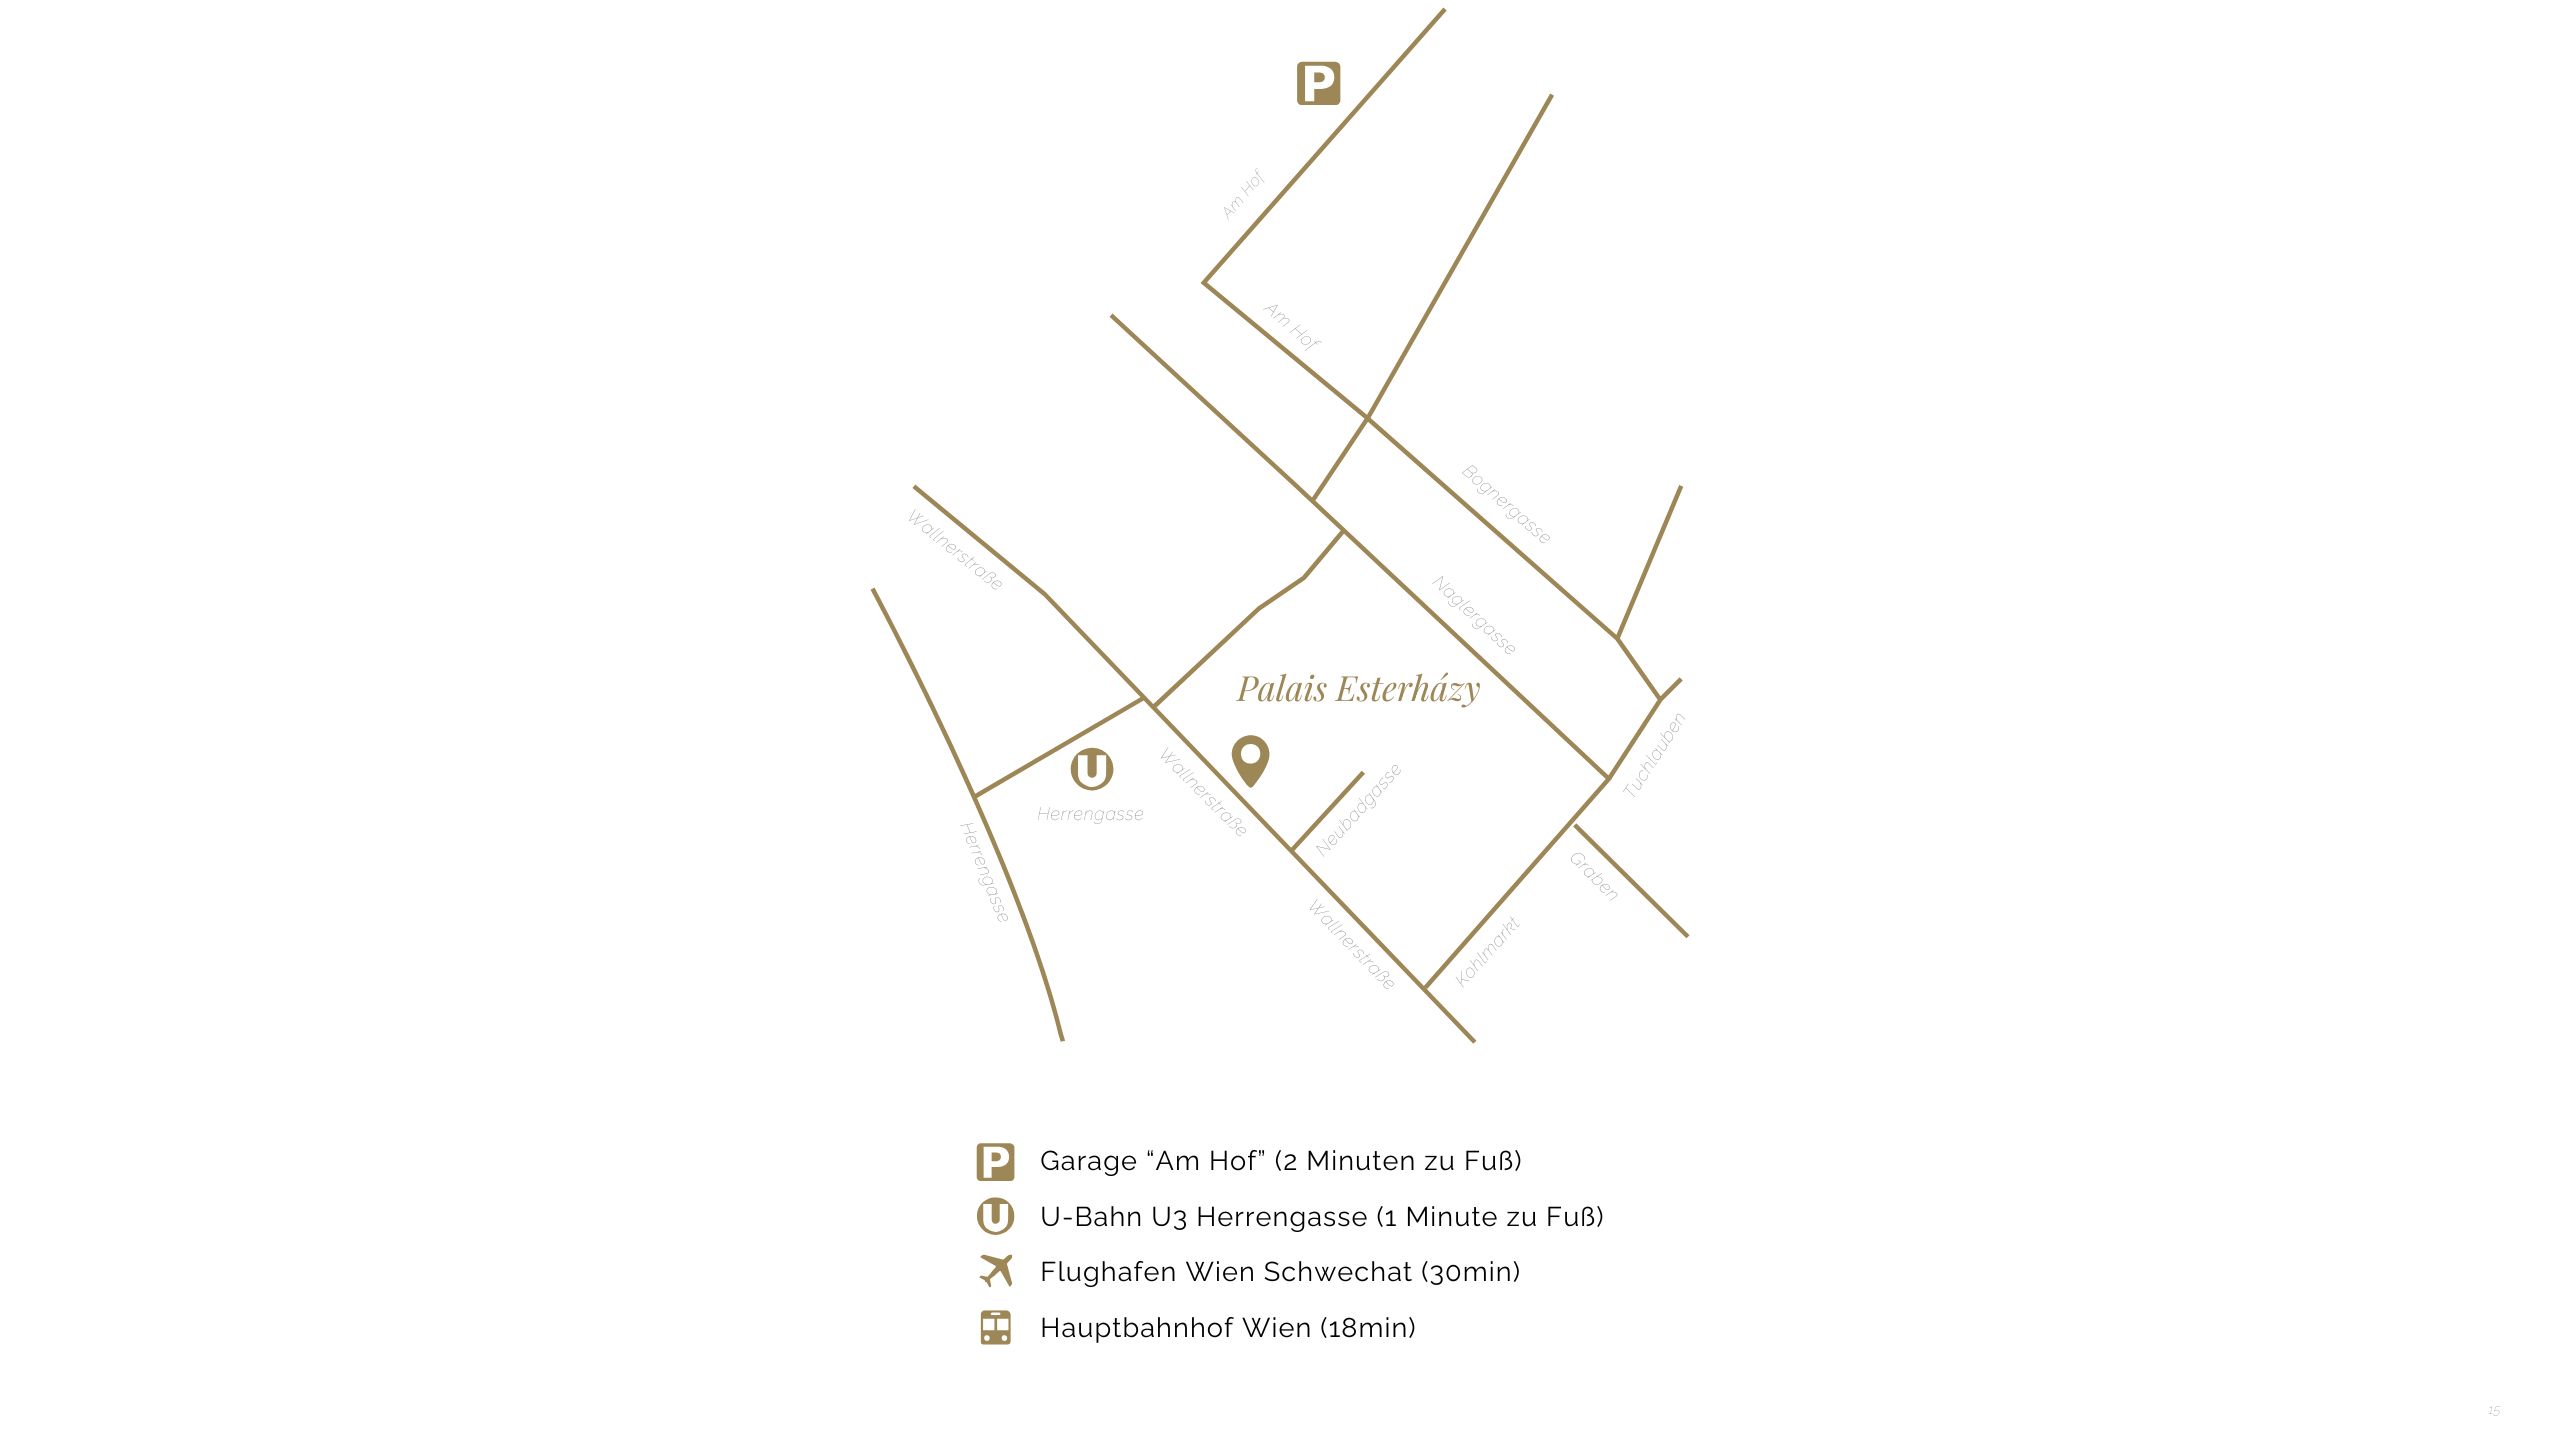 P
Am Hof
Am Hof
Bognergasse
Wallnerstraße
Naglergasse
Palais Esterházy
Tuchlauben
U
Herrengasse
Wallnerstraße
Neubadgasse
Herrengasse
Graben
Wallnerstraße
Kohlmarkt
P Garage “Am Hof” (2 Minuten zu Fuß)
U U-Bahn U3 Herrengasse (1 Minute zu Fuß)
Flughafen Wien Schwechat (30min)
Hauptbahnhof Wien (18min)
15